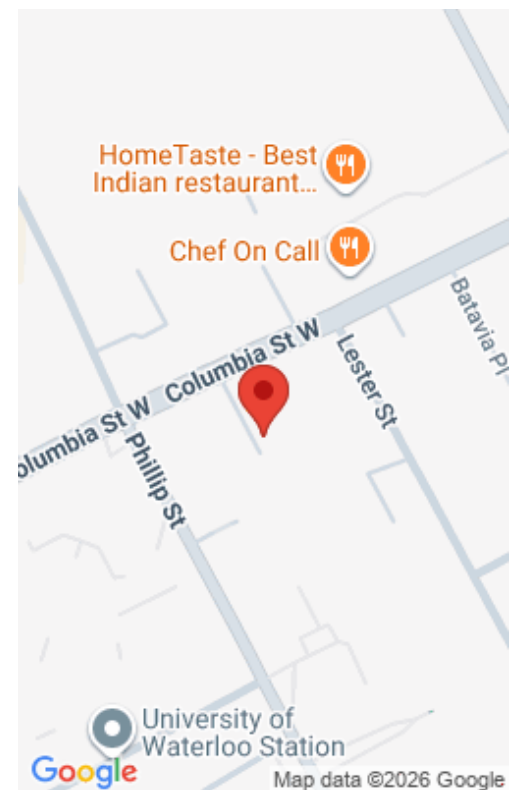 HomeTaste - Best
Indian restaurant...
Chef On Call
Batavia Pl
Columbia St W
Lester St
olumbia St W
Phillip St
University of
Waterloo Station
Google
Map data ©2026 Google